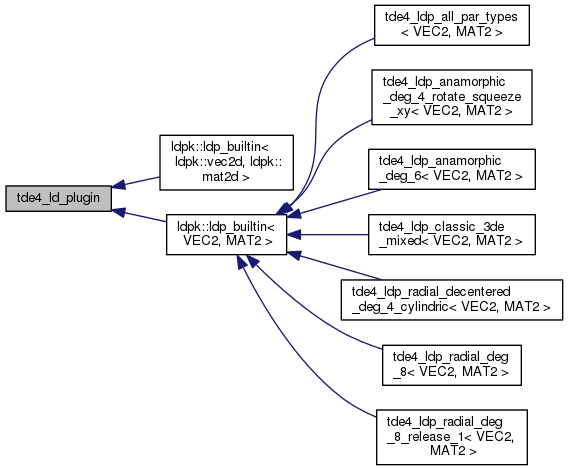 tde4_ldp_all_par_types
< VEC2, MAT2 >
tde4_ldp_anamorphic
_deg_4_rotate_squeeze
_xy< VEC2, MAT2 >
ldpk::ldp_builtin<
ldpk::vec2d, ldpk::
mat2d >
tde4_ldp_anamorphic
_deg_6< VEC2, MAT2 >
tde4_ld_plugin
ldpk::ldp_builtin<
VEC2, MAT2 >
tde4_ldp_classic_3de
_mixed< VEC2, MAT2 >
tde4_ldp_radial_decentered
_deg_4_cylindric< VEC2, MAT2 >
tde4_ldp_radial_deg
_8< VEC2, MAT2 >
tde4_ldp_radial_deg
_8_release_1< VEC2,
MAT2 >